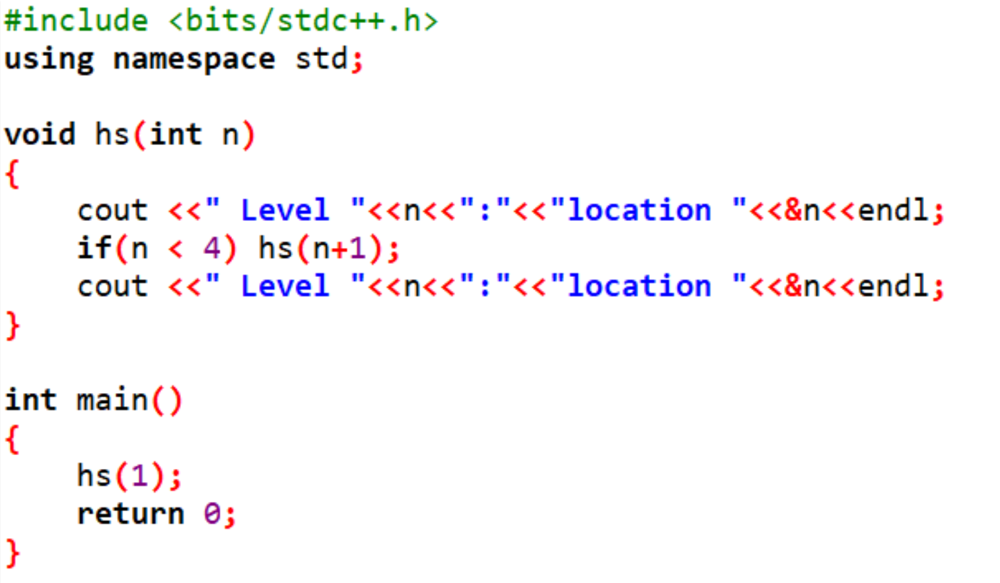 #include <bits/stdc++.h>
using namespace std;

void hs(int n)
{
    cout <<" Level "<<n<<":"<<"location "<<&n<<endl;
    if(n < 4) hs(n+1);
    cout <<" Level "<<n<<":"<<"location "<<&n<<endl;
}

int main()
{
    hs(1);
    return 0;
}